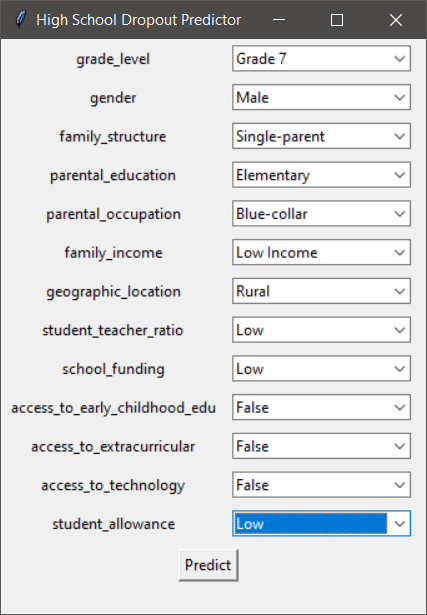 High School Dropout Predictor
grade_level Grade 7
gender Male
family_structure Single-parent
parental_education Elementary
parental_occupation Blue-collar
family_income Low Income
geographic_location Rural
student_teacher_ratio Low
school_funding Low
access_to_early_childhood_edu False
access_to_extracurricular False
access_to_technology False
student_allowance Low
Predict